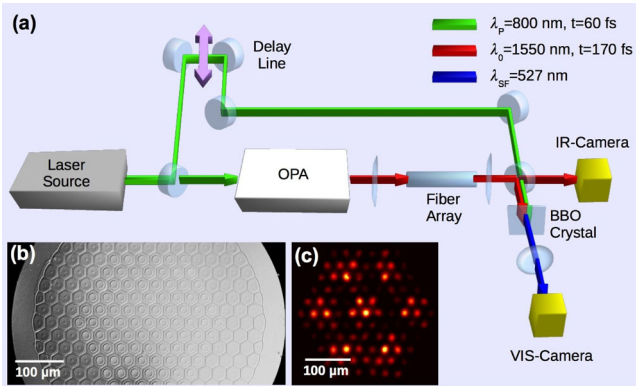 (a)
Delay
Line
λP=800 nm, t=60 fs
λ0=1550 nm, t=170 fs
λSF=527 nm
Laser
Source
OPA
Fiber
Array
IR-Camera
BBO
Crystal
VIS-Camera
(b)
100 μm
(c)
100 μm